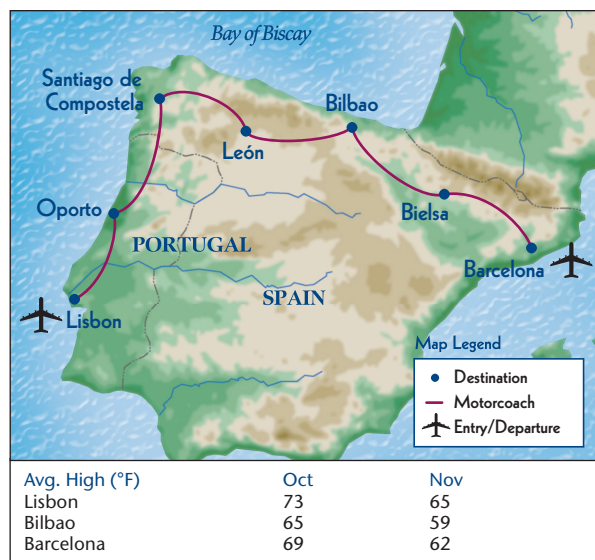 Bay of Biscay
Santiago de
Compostela
Bilbao
León
Oporto
Bielsa
PORTUGAL
Barcelona
SPAIN
Lisbon
Map Legend
Destination
Motorcoach
Entry/Departure
Avg. High (°F) Oct Nov
Lisbon 73 65
Bilbao 65 59
Barcelona 69 62